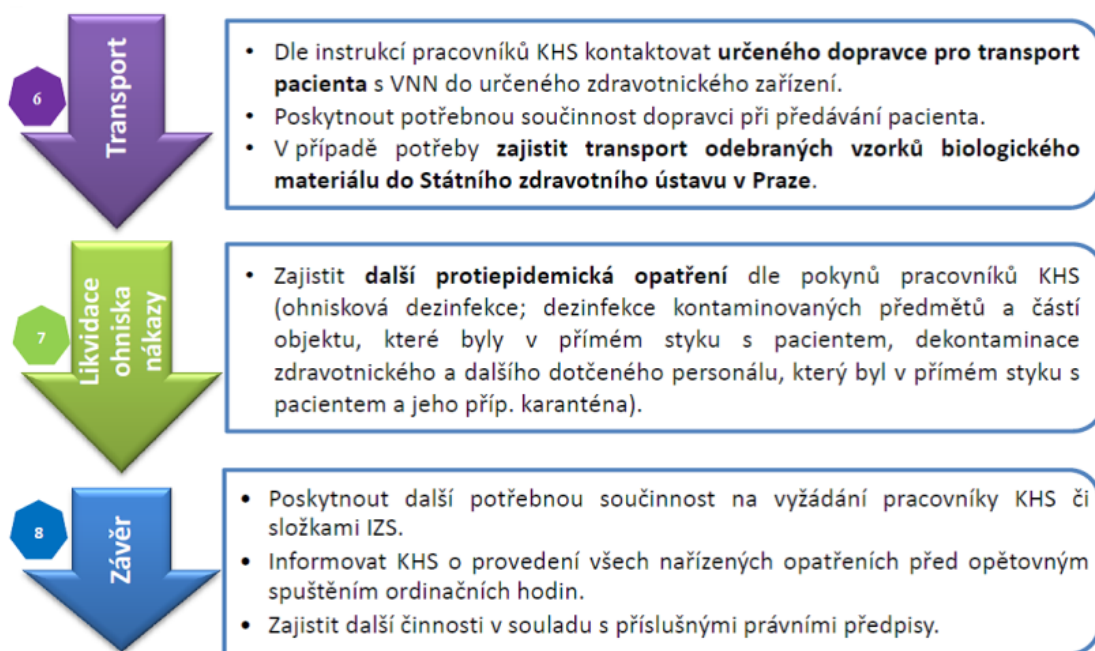 6
Transport
• Dle instrukcí pracovníků KHS kontaktovat určeného dopravce pro transport
pacienta s VNN do určeného zdravotnického zařízení.
• Poskytnout potřebnou součinnost dopravci při předávání pacienta.
• V případě potřeby zajistit transport odebraných vzorků biologického
materiálu do Státního zdravotního ústavu v Praze.
7
Likvidace
ohniska
nákazy
• Zajistit další protiepidemická opatření dle pokynů pracovníků KHS
(ohnisková dezinfekce; dezinfekce kontaminovaných předmětů a částí
objektu, které byly v přímém styku s pacientem, dekontaminace
zdravotnického a dalšího dotčeného personálu, který byl v přímém styku s
pacientem a jeho příp. karanténa).
8
Závěr
• Poskytnout další potřebnou součinnost na vyžádání pracovníky KHS či
složkami IZS.
• Informovat KHS o provedení všech nařízených opatřeních před opětovným
spuštěním ordinačních hodin.
• Zajistit další činnosti v souladu s příslušnými právními předpisy.